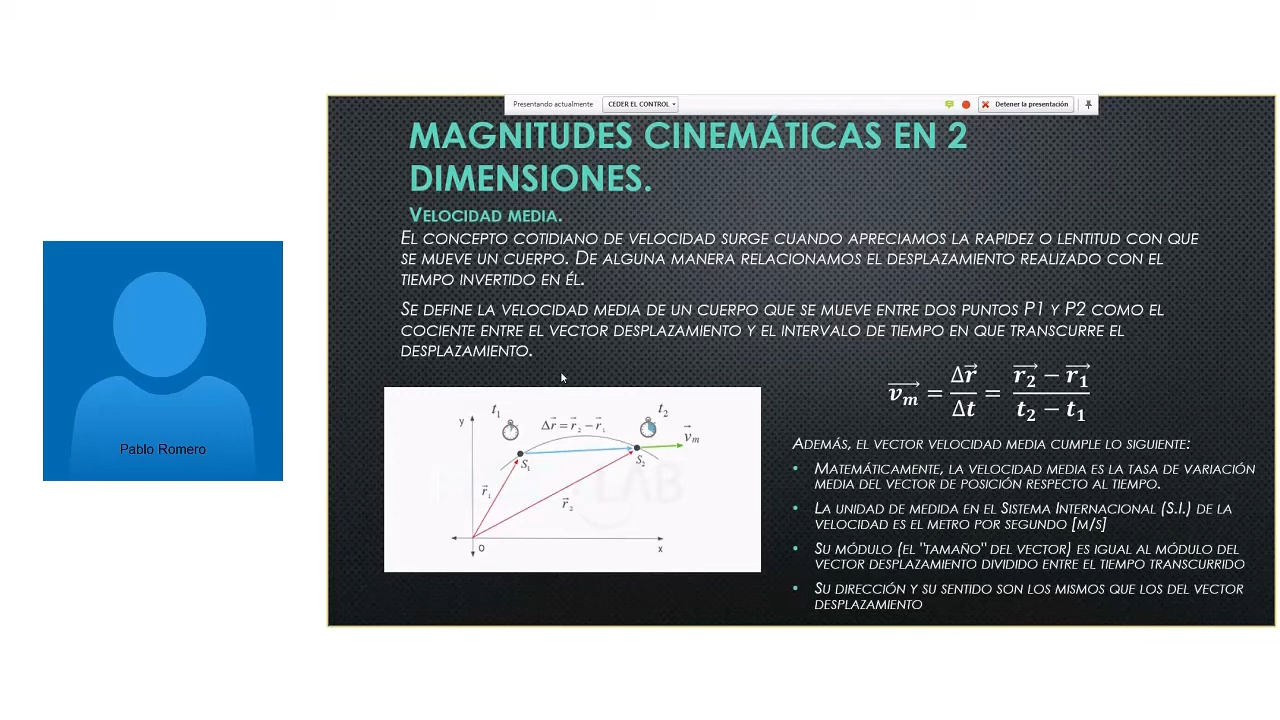 Presentando actualmente CEDER EL CONTROL Detener la presentación
MAGNITUDES CINEMÁTICAS EN 2
DIMENSIONES.
VELOCIDAD MEDIA.
EL CONCEPTO COTIDIANO DE VELOCIDAD SURGE CUANDO APRECIAMOS LA RAPIDEZ O LENTITUD CON QUE
SE MUEVE UN CUERPO. DE ALGUNA MANERA RELACIONAMOS EL DESPLAZAMIENTO REALIZADO CON EL
TIEMPO INVERTIDO EN ÉL.
SE DEFINE LA VELOCIDAD MEDIA DE UN CUERPO QUE SE MUEVE ENTRE DOS PUNTOS P1 Y P2 COMO EL
COCIENTE ENTRE EL VECTOR DESPLAZAMIENTO Y EL INTERVALO DE TIEMPO EN QUE TRANSCURRE EL
DESPLAZAMIENTO.
Pablo Romero
y t₁ Δr⃗ = r⃗₂ − r⃗₁ t₂ v⃗ₘ
S₁ S₂
r⃗₁ r⃗₂
LAB
O x
v⃗ₘ = Δr⃗/Δt = (r⃗₂ − r⃗₁)/(t₂ − t₁)
ADEMÁS, EL VECTOR VELOCIDAD MEDIA CUMPLE LO SIGUIENTE:
• MATEMÁTICAMENTE, LA VELOCIDAD MEDIA ES LA TASA DE VARIACIÓN
MEDIA DEL VECTOR DE POSICIÓN RESPECTO AL TIEMPO.
• LA UNIDAD DE MEDIDA EN EL SISTEMA INTERNACIONAL (S.I.) DE LA
VELOCIDAD ES EL METRO POR SEGUNDO [M/S]
• SU MÓDULO (EL "TAMAÑO" DEL VECTOR) ES IGUAL AL MÓDULO DEL
VECTOR DESPLAZAMIENTO DIVIDIDO ENTRE EL TIEMPO TRANSCURRIDO
• SU DIRECCIÓN Y SU SENTIDO SON LOS MISMOS QUE LOS DEL VECTOR
DESPLAZAMIENTO